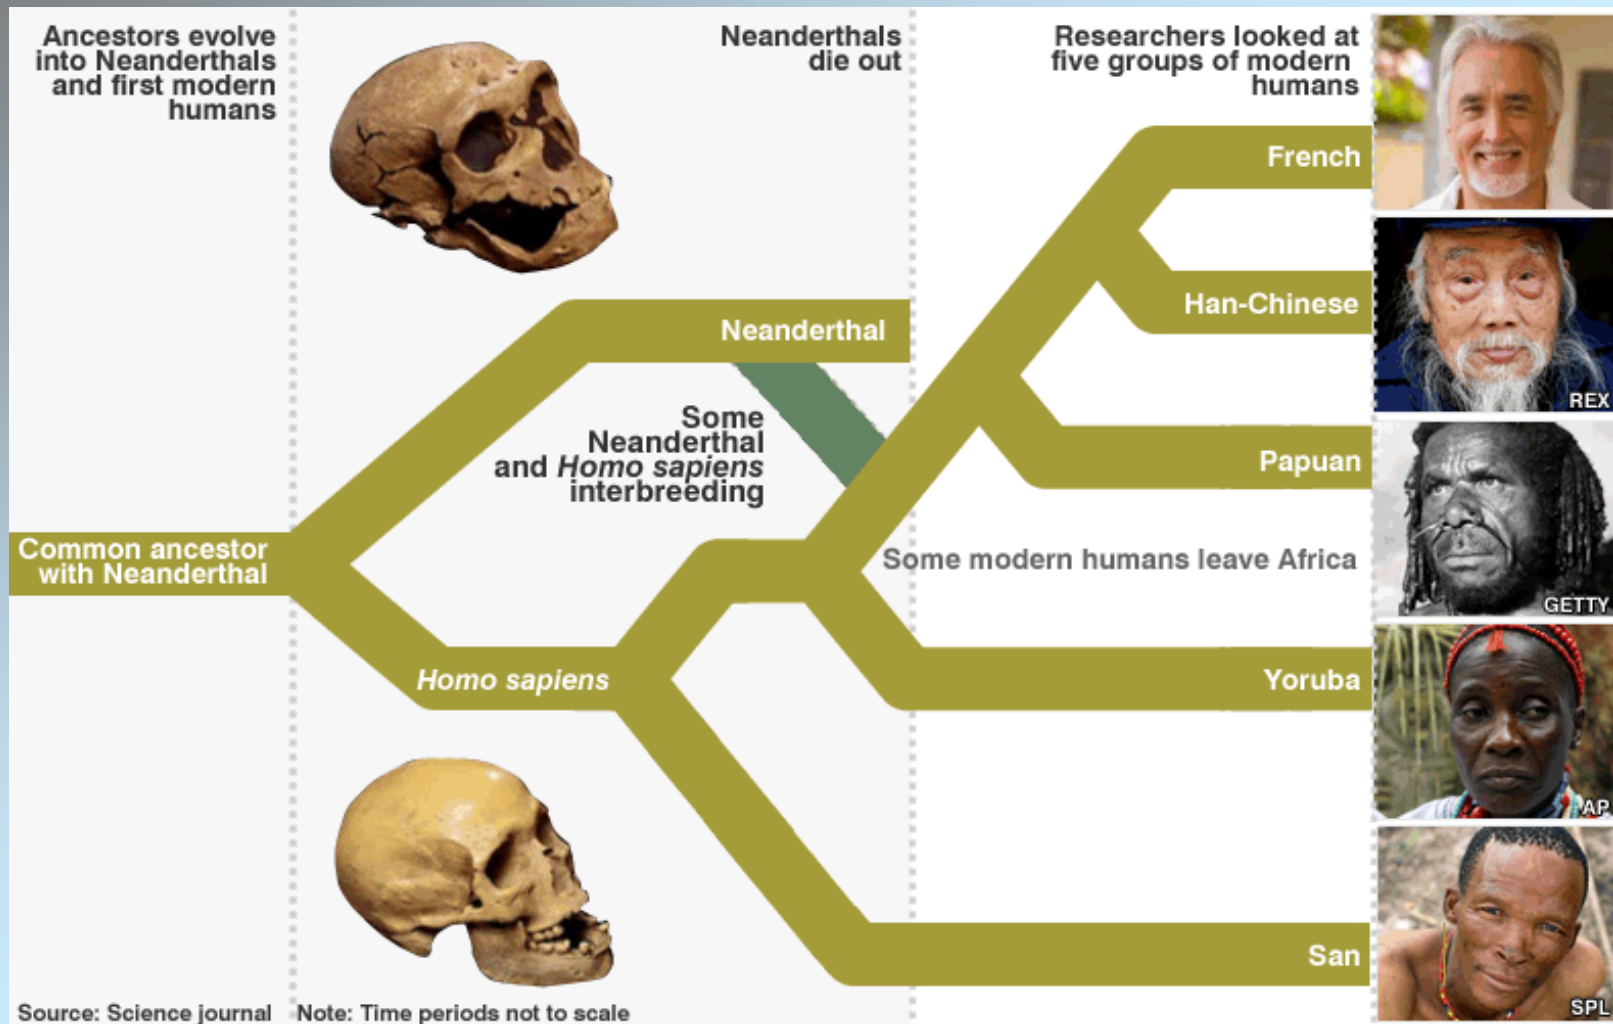 Ancestors evolve
into Neanderthals
and first modern
humans
Neanderthals
die out
Researchers looked at
five groups of modern
humans
French
Han-Chinese
REX
Neanderthal
Some
Neanderthal
and Homo sapiens
interbreeding
Papuan
Common ancestor
with Neanderthal
Some modern humans leave Africa
GETTY
Homo sapiens
Yoruba
AP
San
SPL
Source: Science journal
Note: Time periods not to scale